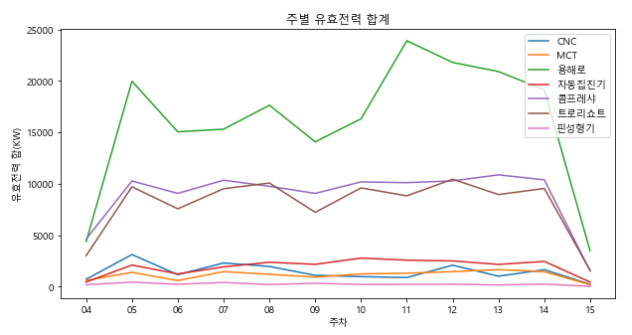 주별 유효전력 합계
25000
20000
15000
10000
5000
0
유효전력 합(KW)
CNC
MCT
용해로
자동집진기
콤프레샤
트로리쇼트
핀성형기
04 05 06 07 08 09 10 11 12 13 14 15
주차